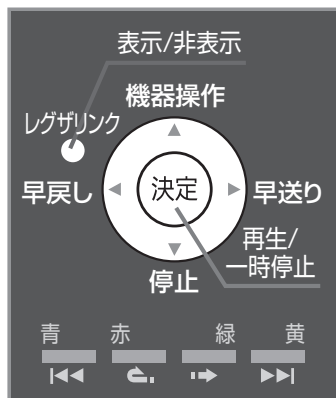 表示/非表示
機器操作
レグザリンク
早戻し
決定
早送り
再生/
一時停止
停止
青 赤 緑 黄